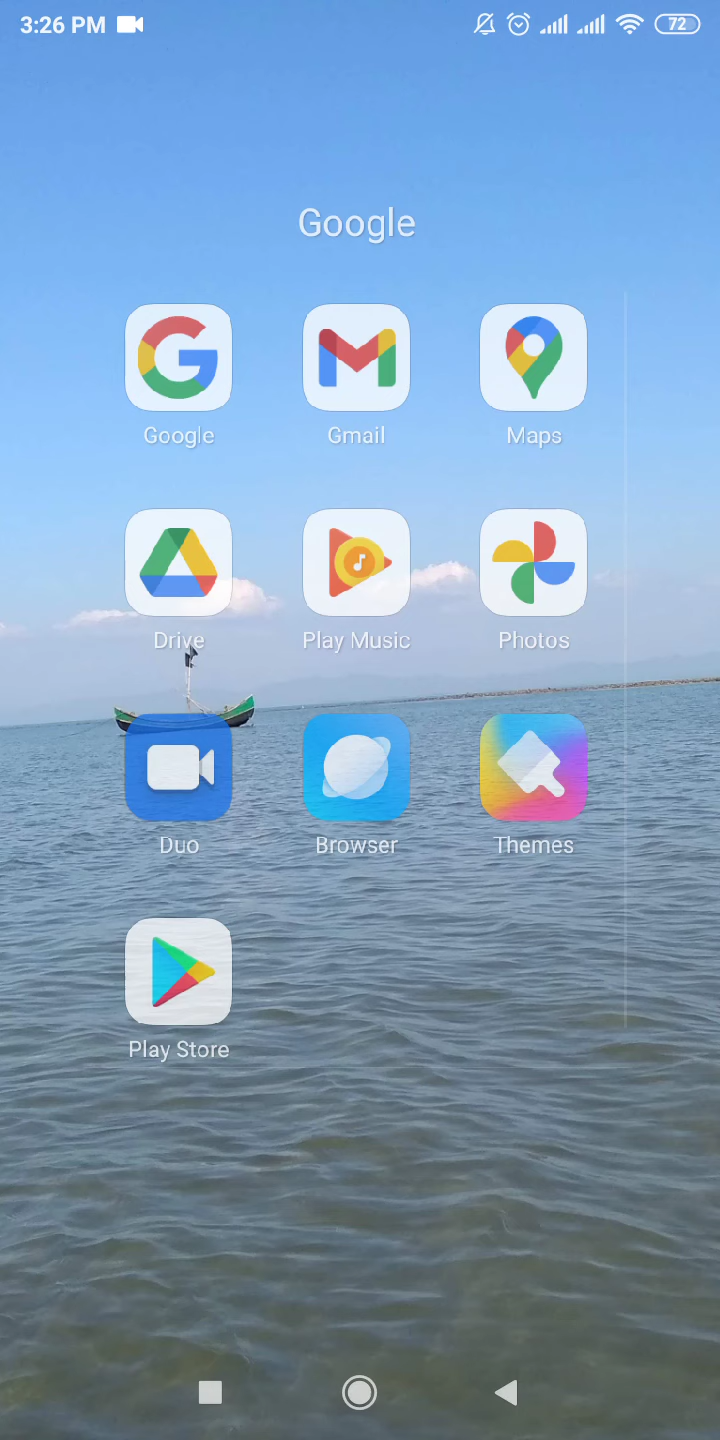 3:26 PM 72
Google
Google Gmail Maps
Drive Play Music Photos
Duo Browser Themes
Play Store